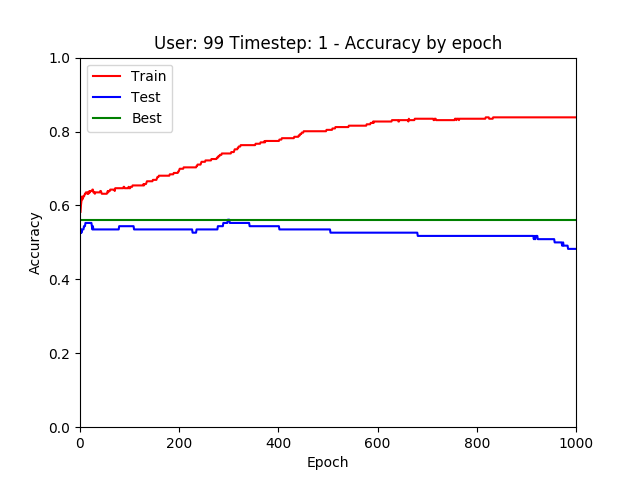 User: 99 Timestep: 1 - Accuracy by epoch
Train
Test
Best
1.0
0.8
0.6
0.4
0.2
0.0
Accuracy
0 200 400 600 800 1000
Epoch